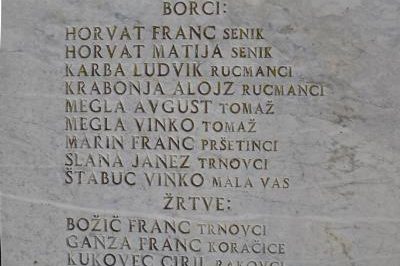 BORCI:
HORVAT FRANC SENIK
HORVAT MATIJA SENIK
KARBA LUDVIK RUCMANCI
KRABONJA ALOJZ RUCMANCI
MEGLA AVGUST TOMAŽ
MEGLA VINKO TOMAŽ
MARIN FRANC PRŠETINCI
SLANA JANEZ TRNOVCI
ŠTABUC VINKO MALA VAS
ŽRTVE:
BOŽIČ FRANC TRNOVCI
GANZA FRANC KORAČICE
KUKOVEC CIRIL RAKOVCI